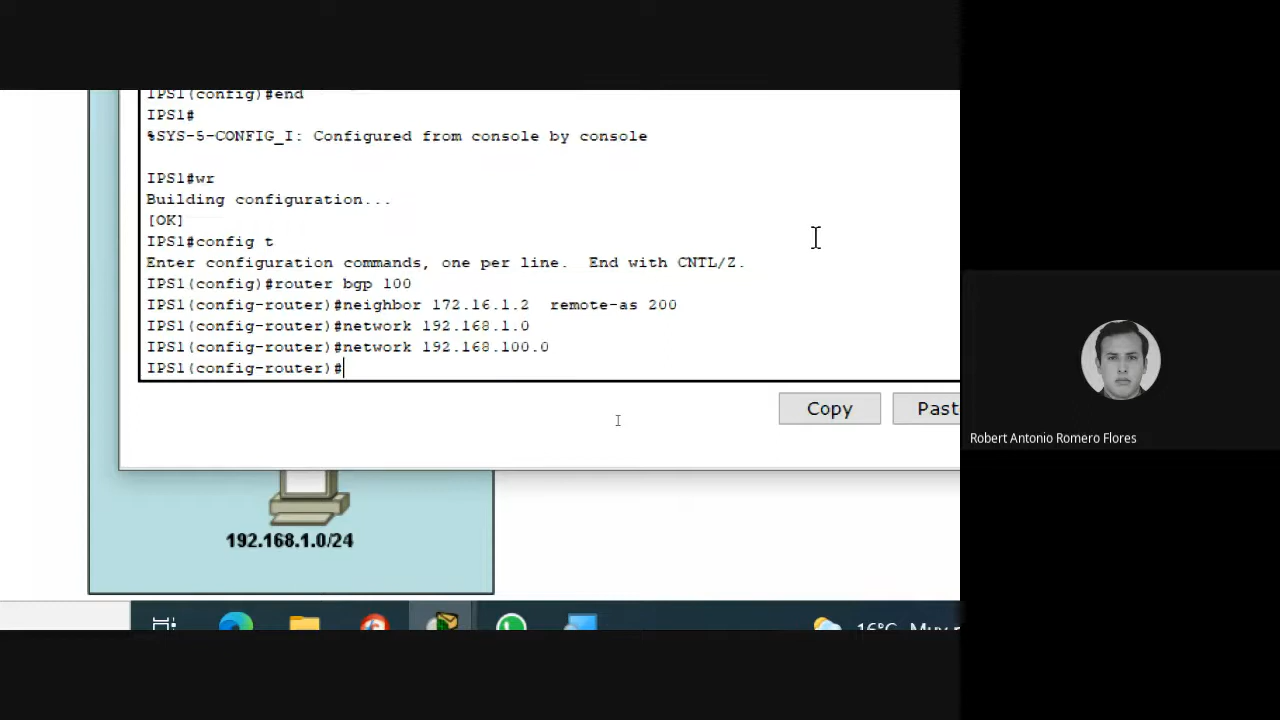 IPS1(config)#end
IPS1#
%SYS-5-CONFIG_I: Configured from console by console
IPS1#wr
Building configuration...
[OK]
IPS1#config t
Enter configuration commands, one per line.  End with CNTL/Z.
IPS1(config)#router bgp 100
IPS1(config-router)#neighbor 172.16.1.2  remote-as 200
IPS1(config-router)#network 192.168.1.0
IPS1(config-router)#network 192.168.100.0
IPS1(config-router)#
Copy
Past
Robert Antonio Romero Flores
192.168.1.0/24
16°C